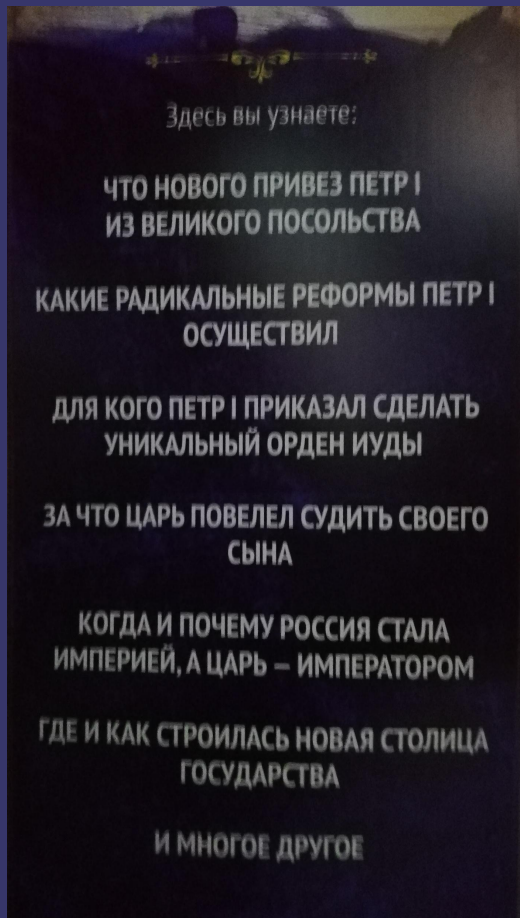 Здесь вы узнаете:
ЧТО НОВОГО ПРИВЕЗ ПЕТР I
ИЗ ВЕЛИКОГО ПОСОЛЬСТВА
КАКИЕ РАДИКАЛЬНЫЕ РЕФОРМЫ ПЕТР I
ОСУЩЕСТВИЛ
ДЛЯ КОГО ПЕТР I ПРИКАЗАЛ СДЕЛАТЬ
УНИКАЛЬНЫЙ ОРДЕН ИУДЫ
ЗА ЧТО ЦАРЬ ПОВЕЛЕЛ СУДИТЬ СВОЕГО
СЫНА
КОГДА И ПОЧЕМУ РОССИЯ СТАЛА
ИМПЕРИЕЙ, А ЦАРЬ – ИМПЕРАТОРОМ
ГДЕ И КАК СТРОИЛАСЬ НОВАЯ СТОЛИЦА
ГОСУДАРСТВА
И МНОГОЕ ДРУГОЕ